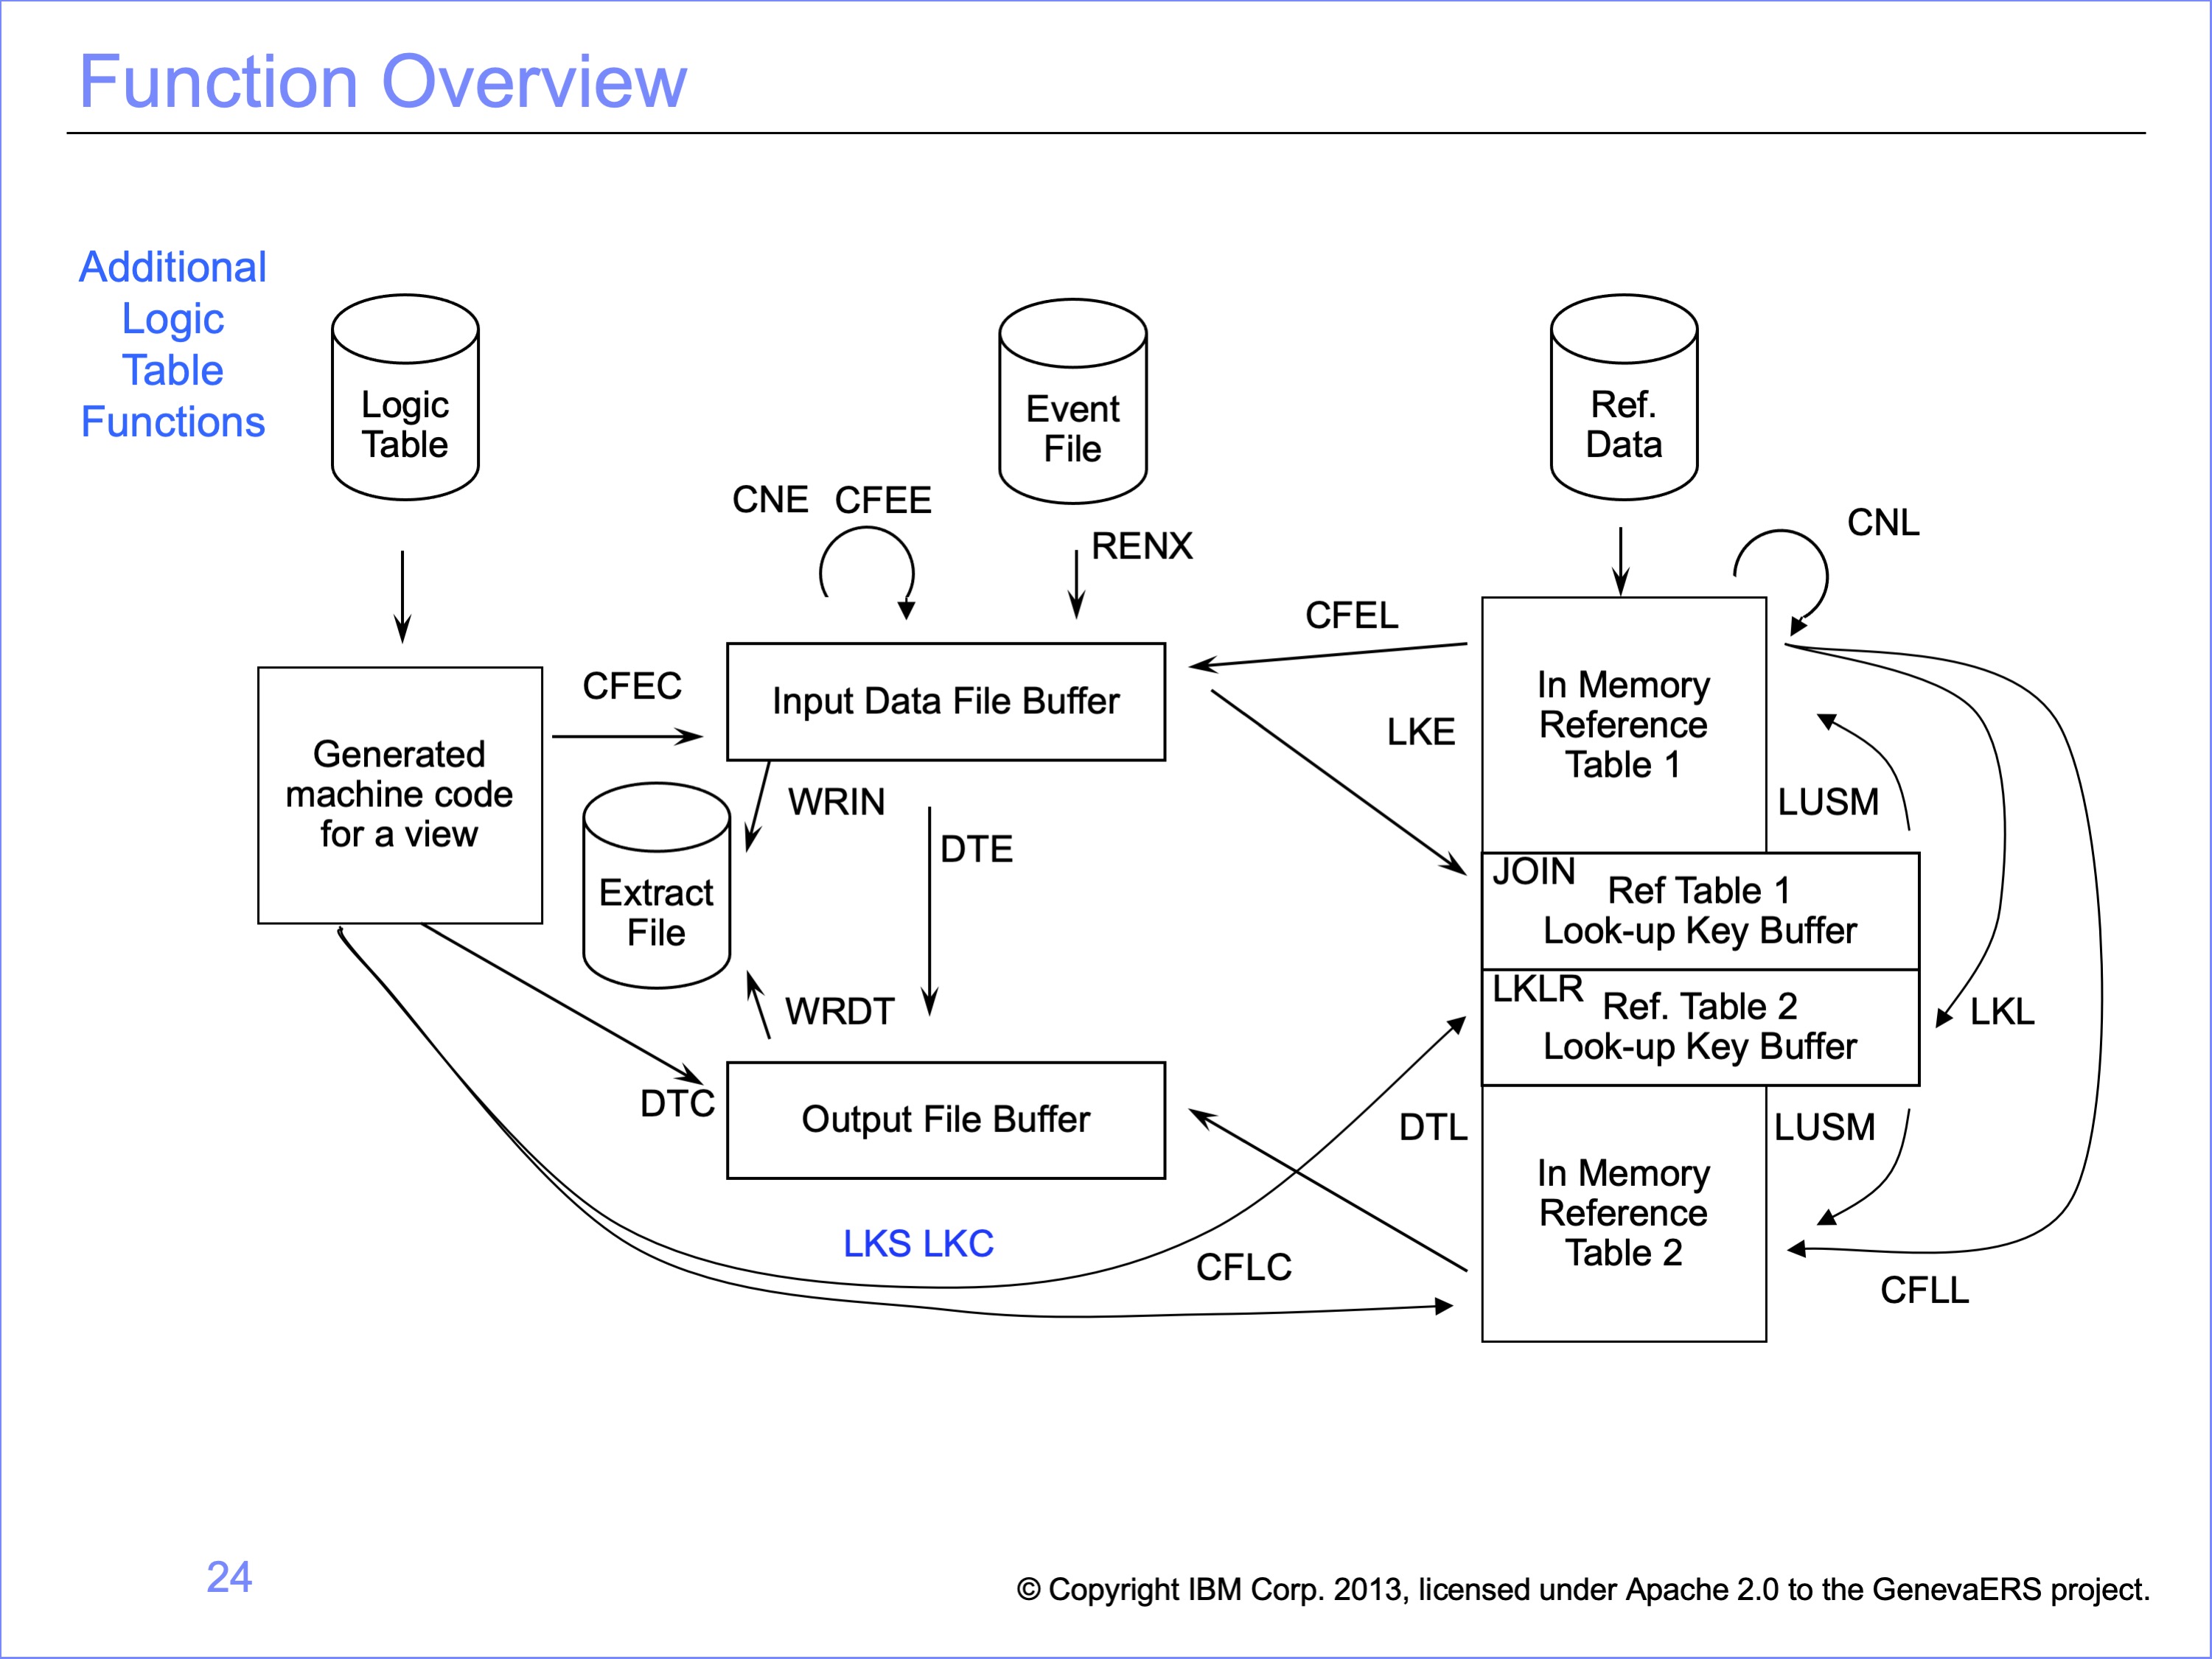 Function Overview
Additional
Logic
Table
Functions
Logic
Table
Event
File
Ref.
Data
CNE CFEE
RENX
CNL
CFEL
CFEC
Input Data File Buffer
LKE
In Memory
Reference
Table 1
Generated
machine code
for a view
WRIN
DTE
LUSM
Extract
File
JOIN
Ref Table 1
Look-up Key Buffer
LKLR
Ref. Table 2
Look-up Key Buffer
LKL
WRDT
DTC
Output File Buffer
DTL
LUSM
In Memory
Reference
Table 2
LKS LKC
CFLC
CFLL
24
© Copyright IBM Corp. 2013, licensed under Apache 2.0 to the GenevaERS project.